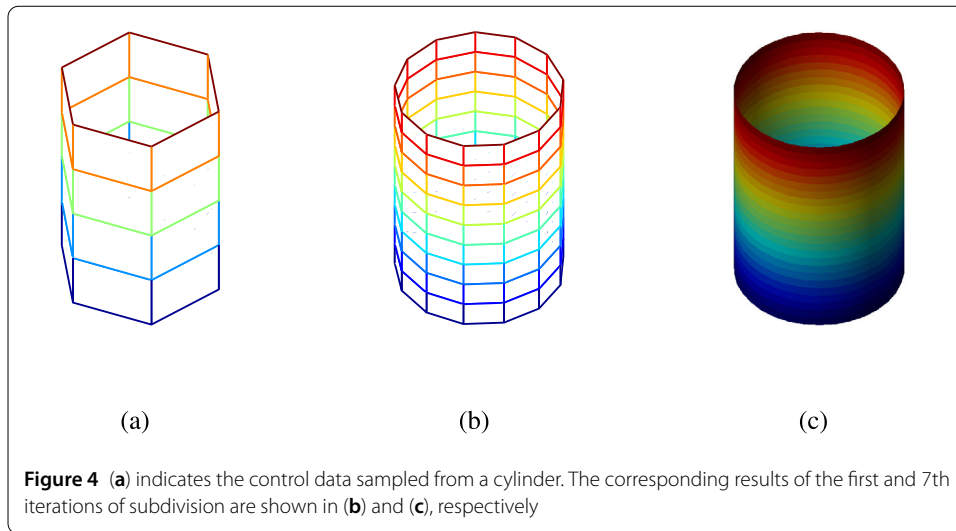 (a) (b) (c)
Figure 4 (a) indicates the control data sampled from a cylinder. The corresponding results of the first and 7th
iterations of subdivision are shown in (b) and (c), respectively